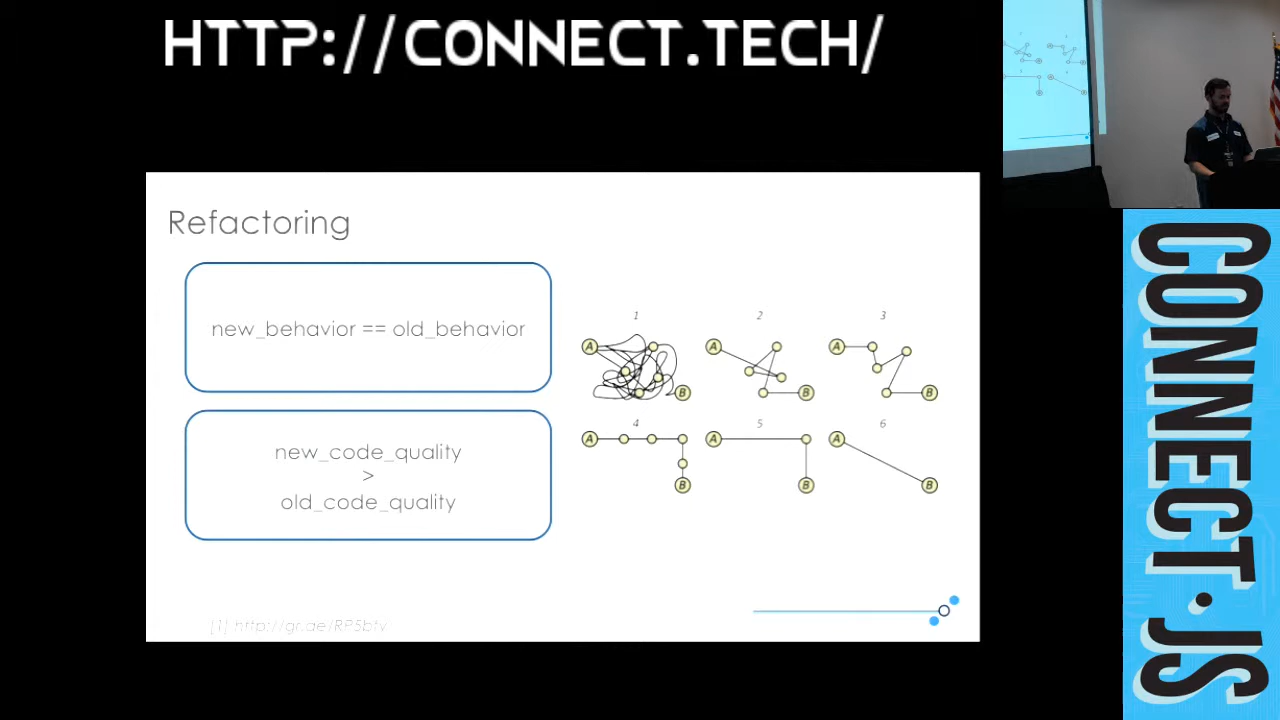 HTTP://CONNECT.TECH/
Refactoring
new_behavior == old_behavior
new_code_quality
>
old_code_quality
1
2
3
A
B
A
B
A
B
4
5
6
A
B
A
B
A
B
[1] http://gr.ae/RPSbty
CONNECT.JS